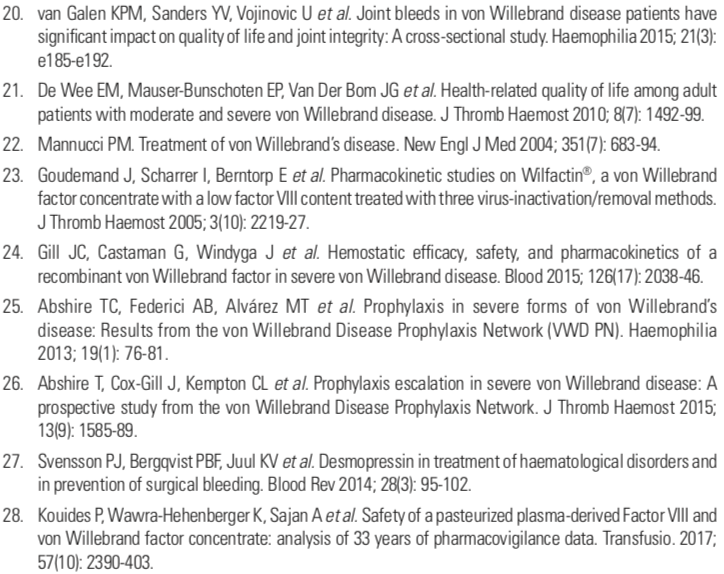 20. van Galen KPM, Sanders YV, Vojinovic U et al. Joint bleeds in von Willebrand disease patients have
significant impact on quality of life and joint integrity: A cross-sectional study. Haemophilia 2015; 21(3):
e185-e192.
21. De Wee EM, Mauser-Bunschoten EP, Van Der Bom JG et al. Health-related quality of life among adult
patients with moderate and severe von Willebrand disease. J Thromb Haemost 2010; 8(7): 1492-99.
22. Mannucci PM. Treatment of von Willebrand's disease. New Engl J Med 2004; 351(7): 683-94.
23. Goudemand J, Scharrer I, Berntorp E et al. Pharmacokinetic studies on Wilfactin®, a von Willebrand
factor concentrate with a low factor VIII content treated with three virus-inactivation/removal methods.
J Thromb Haemost 2005; 3(10): 2219-27.
24. Gill JC, Castaman G, Windyga J et al. Hemostatic efficacy, safety, and pharmacokinetics of a
recombinant von Willebrand factor in severe von Willebrand disease. Blood 2015; 126(17): 2038-46.
25. Abshire TC, Federici AB, Alvárez MT et al. Prophylaxis in severe forms of von Willebrand's
disease: Results from the von Willebrand Disease Prophylaxis Network (VWD PN). Haemophilia
2013; 19(1): 76-81.
26. Abshire T, Cox-Gill J, Kempton CL et al. Prophylaxis escalation in severe von Willebrand disease: A
prospective study from the von Willebrand Disease Prophylaxis Network. J Thromb Haemost 2015;
13(9): 1585-89.
27. Svensson PJ, Bergqvist PBF, Juul KV et al. Desmopressin in treatment of haematological disorders and
in prevention of surgical bleeding. Blood Rev 2014; 28(3): 95-102.
28. Kouides P, Wawra-Hehenberger K, Sajan A et al. Safety of a pasteurized plasma-derived Factor VIII and
von Willebrand factor concentrate: analysis of 33 years of pharmacovigilance data. Transfusio. 2017;
57(10): 2390-403.